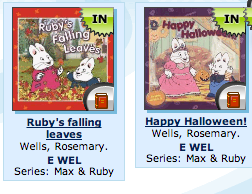 IN
Ruby's
Falling
Leaves
Ruby's falling
leaves
Wells, Rosemary.
E WEL
Series: Max & Ruby
IN
Happy Hallowe
Happy Halloween!
Wells, Rosemary.
E WEL
Series: Max & Ruby